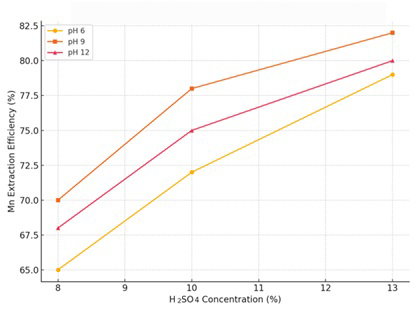 82.5
80.0
77.5
75.0
72.5
70.0
67.5
65.0
Mn Extraction Efficiency (%)
pH 6
pH 9
pH 12
8 9 10 11 12 13
H₂SO₄ Concentration (%)